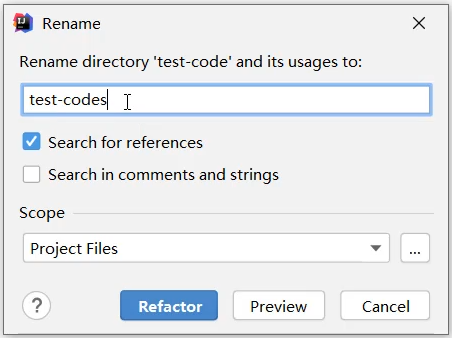 Rename
Rename directory 'test-code' and its usages to:
test-codes
Search for references
Search in comments and strings
Scope
Project Files
...
? Refactor Preview Cancel